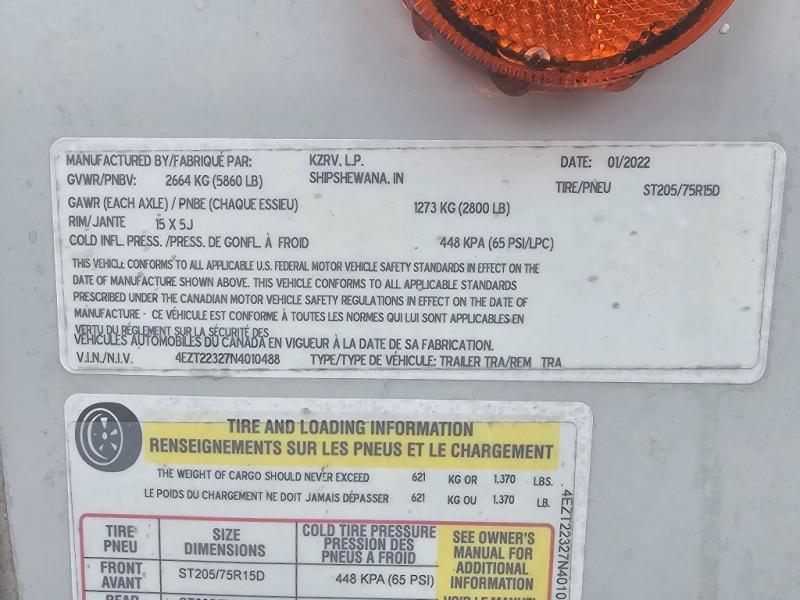 MANUFACTURED BY/FABRIQUÉ PAR: KZRV, L.P. DATE: 01/2022
GVWR/PNBV: 2664 KG (5860 LB) SHIPSHEWANA, IN TIRE/PNEU ST205/75R15D
GAWR (EACH AXLE) / PNBE (CHAQUE ESSIEU) 1273 KG (2800 LB)
RIM/JANTE 15 X 5J
COLD INFL. PRESS. /PRESS. DE GONFL. À FROID 448 KPA (65 PSI/LPC)
THIS VEHICLE CONFORMS TO ALL APPLICABLE U.S. FEDERAL MOTOR VEHICLE SAFETY STANDARDS IN EFFECT ON THE
DATE OF MANUFACTURE SHOWN ABOVE. THIS VEHICLE CONFORMS TO ALL APPLICABLE STANDARDS
PRESCRIBED UNDER THE CANADIAN MOTOR VEHICLE SAFETY REGULATIONS IN EFFECT ON THE DATE OF
MANUFACTURE - CE VÉHICULE EST CONFORME À TOUTES LES NORMES QUI LUI SONT APPLICABLES EN
VERTU DU RÉGLEMENT SUR LA SÉCURITÉ DES
VÉHICULES AUTOMOBILES DU CANADA EN VIGUEUR À LA DATE DE SA FABRICATION.
V.I.N./N.I.V. 4EZT22327N4010488 TYPE/TYPE DE VÉHICULE: TRAILER TRA/REM TRA
TIRE AND LOADING INFORMATION
RENSEIGNEMENTS SUR LES PNEUS ET LE CHARGEMENT
THE WEIGHT OF CARGO SHOULD NEVER EXCEED 621 KG OR 1,370 LBS.
LE POIDS DU CHARGEMENT NE DOIT JAMAIS DÉPASSER 621 KG OU 1,370 LB.
TIRE
PNEU
SIZE
DIMENSIONS
COLD TIRE PRESSURE
PRESSION DES
PNEUS A FROID
SEE OWNER'S
MANUAL FOR
ADDITIONAL
INFORMATION
FRONT
AVANT
ST205/75R15D
448 KPA (65 PSI)
REAR
VOIR LE MANUEL
4EZT22327N4010